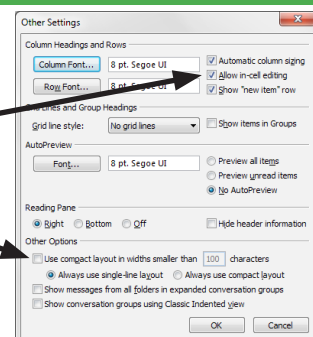 Other Settings
Column Headings and Rows
Column Font... 8 pt. Segoe UI Automatic column sizing
Allow in-cell editing
Row Font... 8 pt. Segoe UI Show "new item" row
Lines and Group Headings
Grid line style: No grid lines Show items in Groups
AutoPreview
Font... 8 pt. Segoe UI Preview all items
Preview unread items
No AutoPreview
Reading Pane
Right Bottom Off Hide header information
Other Options
Use compact layout in widths smaller than 100 characters
Always use single-line layout Always use compact layout
Show messages from all folders in expanded conversation groups
Show conversation groups using Classic Indented view
OK Cancel